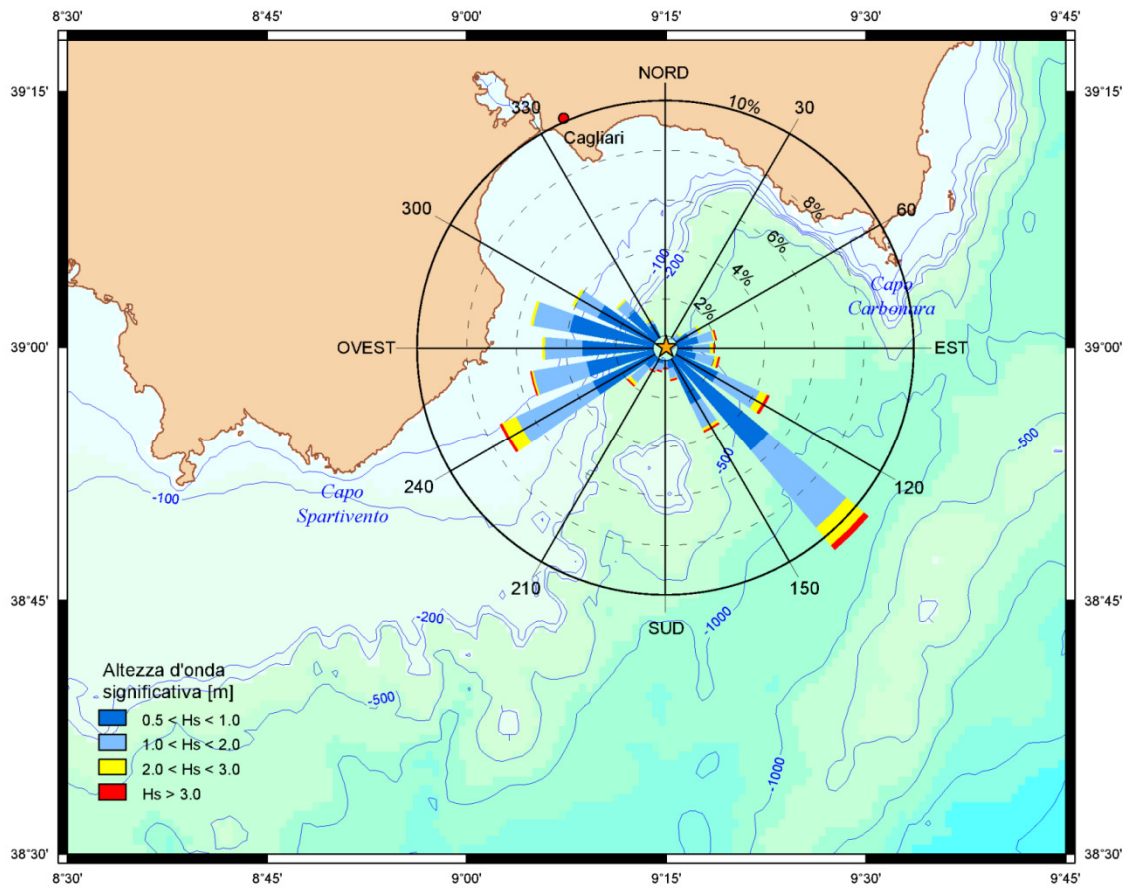 8°30' 8°45' 9°00' 9°15' 9°30' 9°45'
39°15' 39°15'
NORD
330 10% 30
Cagliari
300 8% 60
6%
-100
-200 4%
Capo
Carbonara
2%
39°00' OVEST EST 39°00'
-500
-500
240 120
-100
Capo
Spartivento
210 150
38°45' 38°45'
-200 SUD -1000
Altezza d'onda
significativa [m]
-500
0.5 < Hs < 1.0
1.0 < Hs < 2.0
2.0 < Hs < 3.0
-1000
Hs > 3.0
38°30' 38°30'
8°30' 8°45' 9°00' 9°15' 9°30' 9°45'